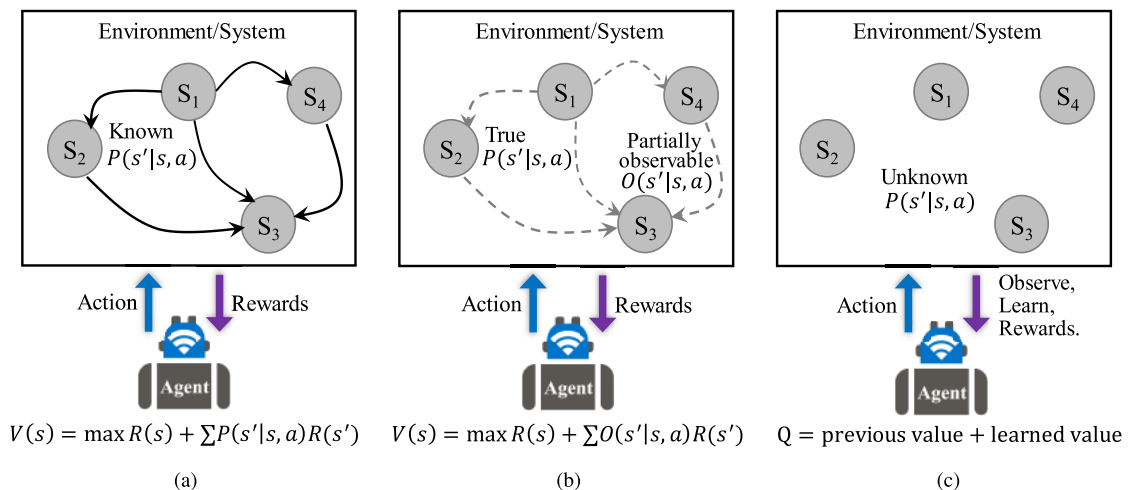 Environment/System
S1
S4
S2
Known
P(s′|s, a)
S3
Action
Rewards
Agent
V(s) = max R(s) + ∑P(s′|s, a)R(s′)
(a)
Environment/System
S1
S4
S2
True
P(s′|s, a)
Partially
observable
O(s′|s, a)
S3
Action
Rewards
Agent
V(s) = max R(s) + ∑O(s′|s, a)R(s′)
(b)
Environment/System
S1
S4
S2
Unknown
P(s′|s, a)
S3
Action
Observe,
Learn,
Rewards.
Agent
Q = previous value + learned value
(c)